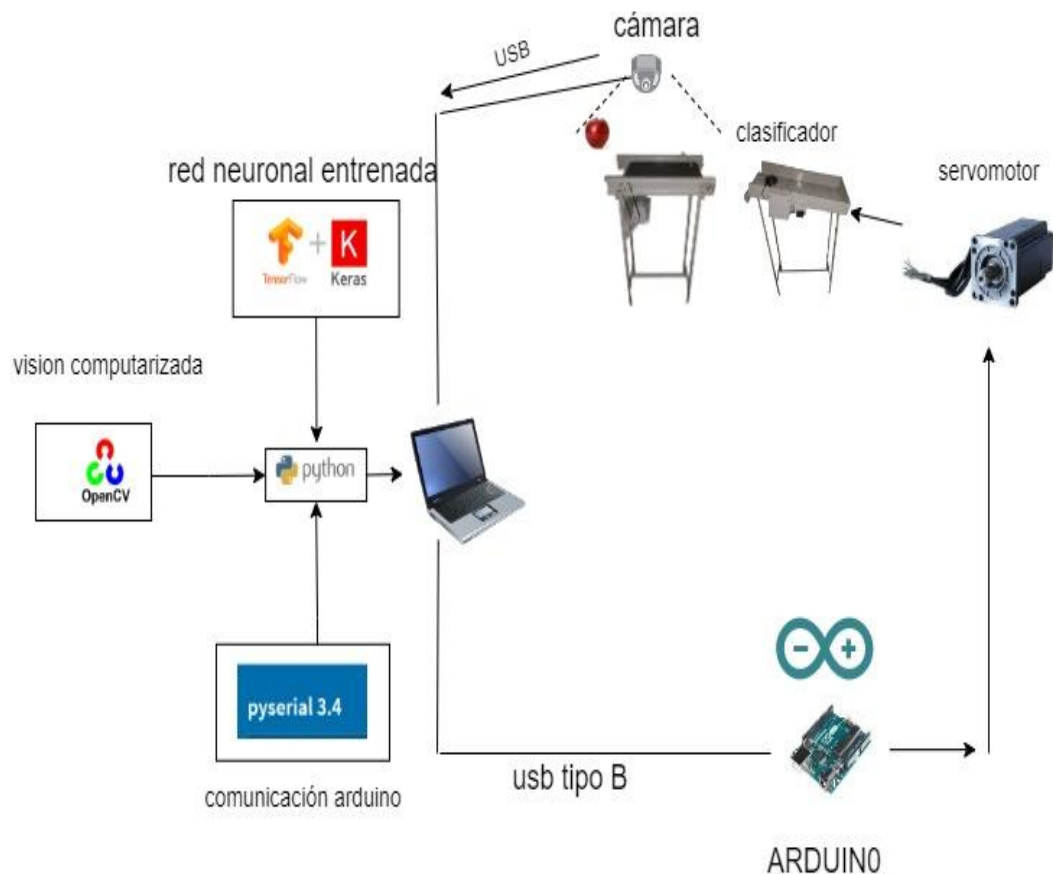 cámara
USB
clasificador
red neuronal entrenada
servomotor
TensorFlow
+
K
Keras
vision computarizada
python
OpenCV
pyserial 3.4
usb tipo B
comunicación arduino
ARDUIN0